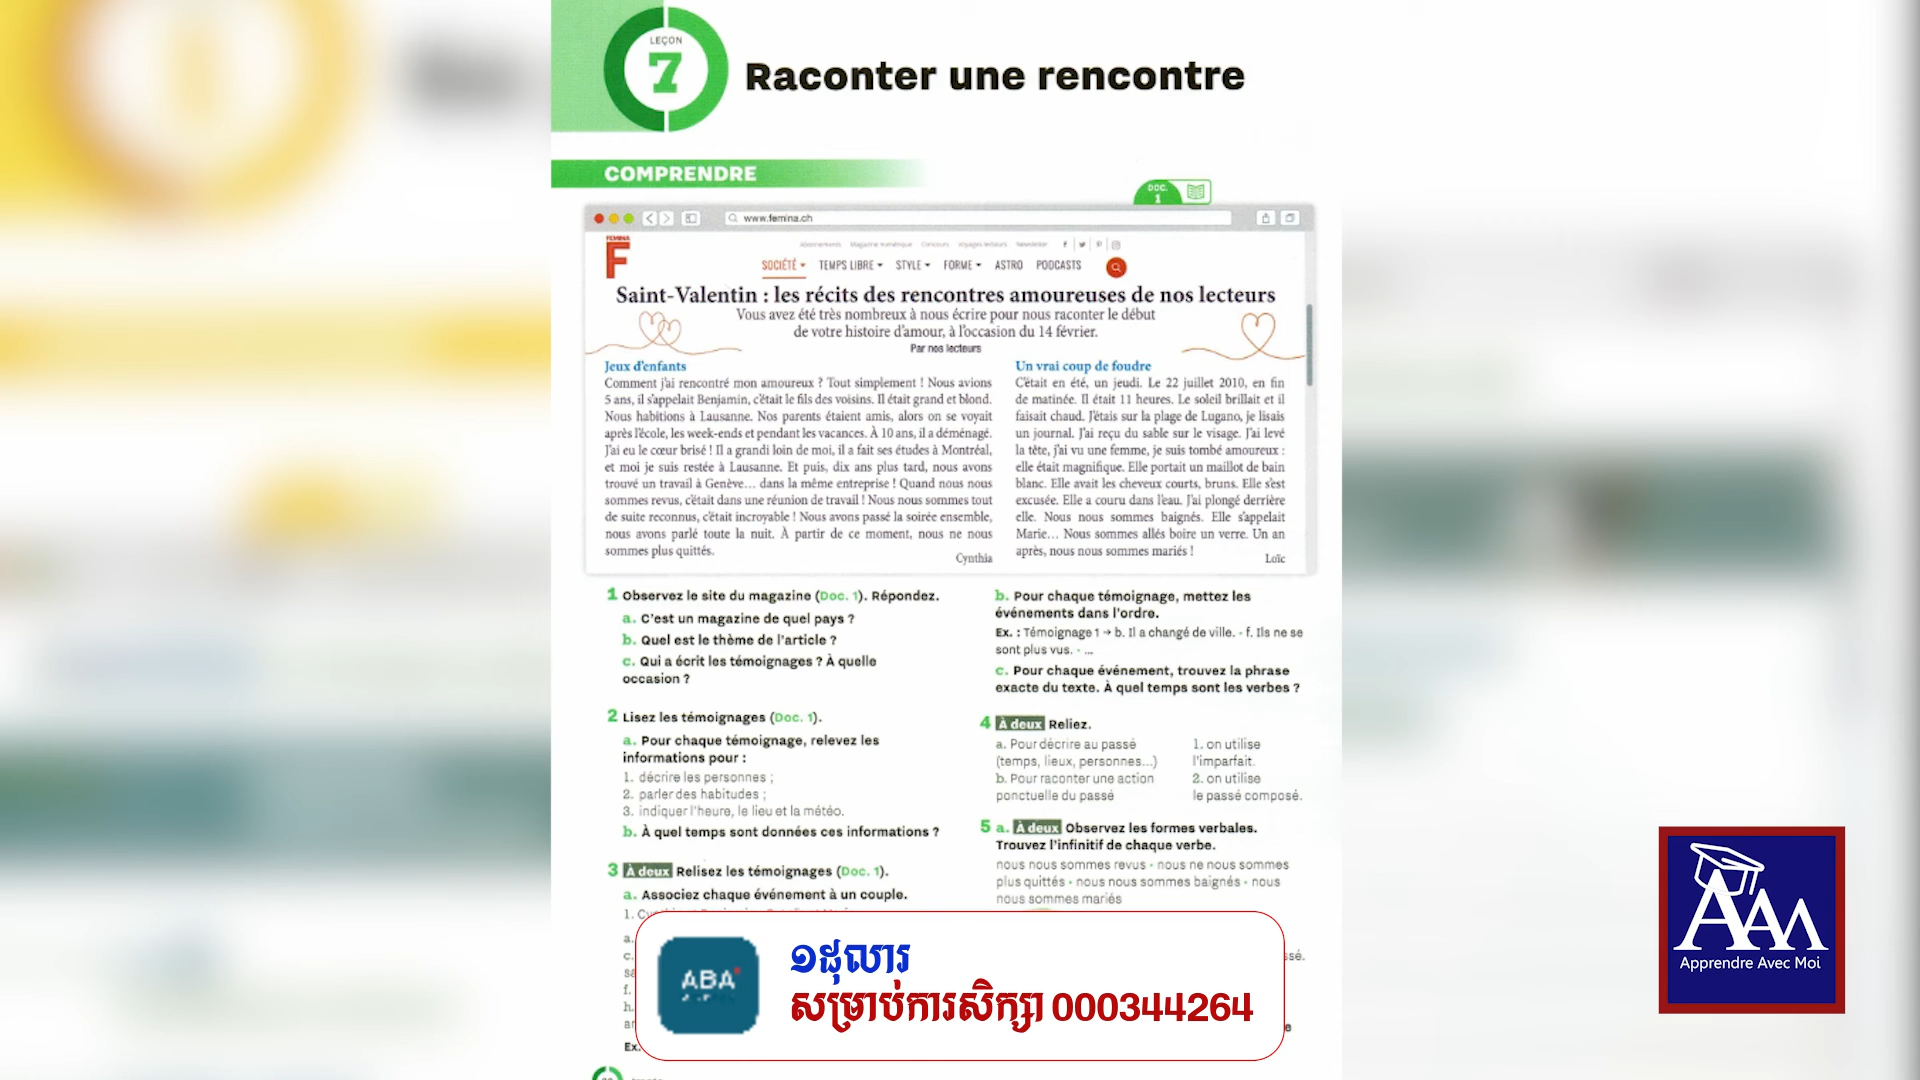 LEÇON
7
Raconter une rencontre
COMPRENDRE
DOC.
1
www.femina.ch
FEMINA
F
Abonnements Magazine numérique Concours Voyages lecteurs Newsletter
SOCIÉTÉ TEMPS LIBRE STYLE FORME ASTRO PODCASTS
Saint-Valentin : les récits des rencontres amoureuses de nos lecteurs
Vous avez été très nombreux à nous écrire pour nous raconter le début
de votre histoire d'amour, à l'occasion du 14 février.
Par nos lecteurs
Jeux d'enfants
Comment j'ai rencontré mon amoureux ? Tout simplement ! Nous avions
5 ans, il s'appelait Benjamin, c'était le fils des voisins. Il était grand et blond.
Nous habitions à Lausanne. Nos parents étaient amis, alors on se voyait
après l'école, les week-ends et pendant les vacances. À 10 ans, il a déménagé.
J'ai eu le cœur brisé ! Il a grandi loin de moi, il a fait ses études à Montréal,
et moi je suis restée à Lausanne. Et puis, dix ans plus tard, nous avons
trouvé un travail à Genève... dans la même entreprise ! Quand nous nous
sommes revus, c'était dans une réunion de travail ! Nous nous sommes tout
de suite reconnus, c'était incroyable ! Nous avons passé la soirée ensemble,
nous avons parlé toute la nuit. À partir de ce moment, nous ne nous
sommes plus quittés.
Cynthia
Un vrai coup de foudre
C'était en été, un jeudi. Le 22 juillet 2010, en fin
de matinée. Il était 11 heures. Le soleil brillait et il
faisait chaud. J'étais sur la plage de Lugano, je lisais
un journal. J'ai reçu du sable sur le visage. J'ai levé
la tête, j'ai vu une femme, je suis tombé amoureux :
elle était magnifique. Elle portait un maillot de bain
blanc. Elle avait les cheveux courts, bruns. Elle s'est
excusée. Elle a couru dans l'eau. J'ai plongé derrière
elle. Nous nous sommes baignés. Elle s'appelait
Marie... Nous sommes allés boire un verre. Un an
après, nous nous sommes mariés !
Loïc
1 Observez le site du magazine (Doc. 1). Répondez.
a. C'est un magazine de quel pays ?
b. Quel est le thème de l'article ?
c. Qui a écrit les témoignages ? À quelle
occasion ?
2 Lisez les témoignages (Doc. 1).
a. Pour chaque témoignage, relevez les
informations pour :
1. décrire les personnes ;
2. parler des habitudes ;
3. indiquer l'heure, le lieu et la météo.
b. À quel temps sont données ces informations ?
3 À deux Relisez les témoignages (Doc. 1).
a. Associez chaque événement à un couple.
a.
c.
f.
h.
Ex.
b. Pour chaque témoignage, mettez les
événements dans l'ordre.
Ex. : Témoignage 1 → b. Il a changé de ville. - f. Ils ne se
sont plus vus. - ...
c. Pour chaque événement, trouvez la phrase
exacte du texte. À quel temps sont les verbes ?
4 À deux Reliez.
a. Pour décrire au passé
(temps, lieux, personnes...)
b. Pour raconter une action
ponctuelle du passé
1. on utilise
l'imparfait.
2. on utilise
le passé composé.
5 a. À deux Observez les formes verbales.
Trouvez l'infinitif de chaque verbe.
nous nous sommes revus • nous ne nous sommes
plus quittés • nous nous sommes baignés • nous
nous sommes mariés
ABA
១ដុល្លារ
សម្រាប់ការសិក្សា 000344264
AAM
Apprendre Avec Moi